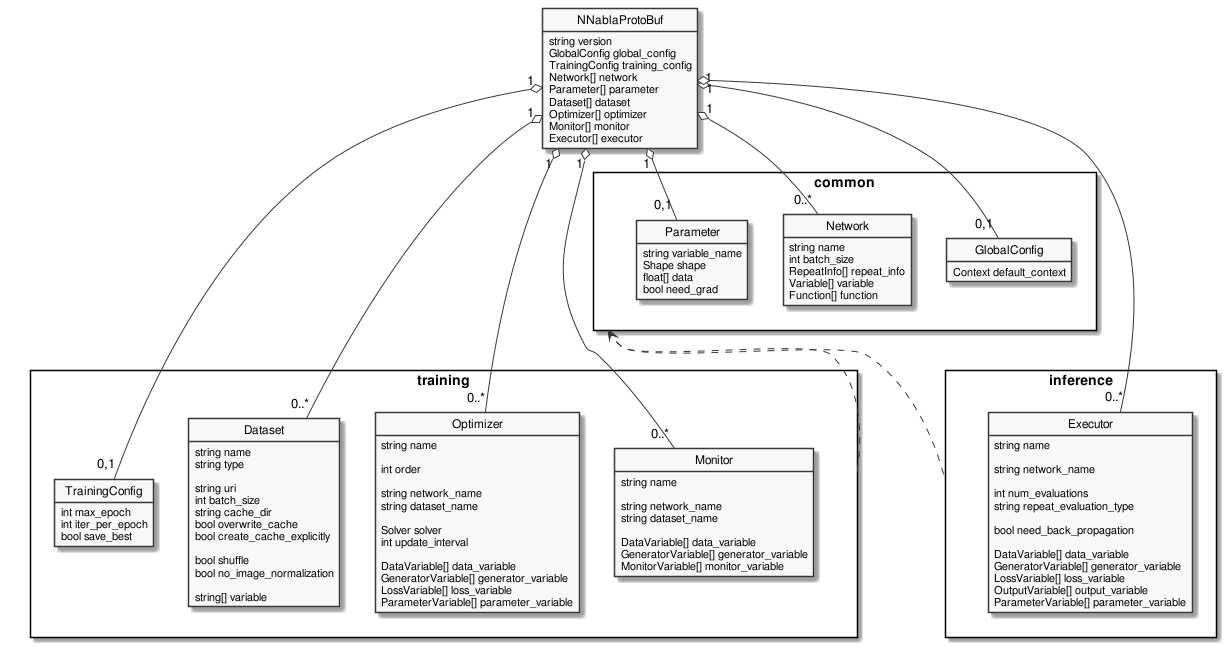 NNablaProtoBuf
string version
GlobalConfig global_config
TrainingConfig training_config
Network[] network
Parameter[] parameter
Dataset[] dataset
Optimizer[] optimizer
Monitor[] monitor
Executor[] executor
1
1
1
1
1
1
1
1
common
0,1
0..*
0,1
Parameter
string variable_name
Shape shape
float[] data
bool need_grad
Network
string name
int batch_size
RepeatInfo[] repeat_info
Variable[] variable
Function[] function
GlobalConfig
Context default_context
training
0,1
0..*
0..*
0..*
TrainingConfig
int max_epoch
int iter_per_epoch
bool save_best
Dataset
string name
string type
string uri
int batch_size
string cache_dir
bool overwrite_cache
bool create_cache_explicitly
bool shuffle
bool no_image_normalization
string[] variable
Optimizer
string name
int order
string network_name
string dataset_name
Solver solver
int update_interval
DataVariable[] data_variable
GeneratorVariable[] generator_variable
LossVariable[] loss_variable
ParameterVariable[] parameter_variable
Monitor
string name
string network_name
string dataset_name
DataVariable[] data_variable
GeneratorVariable[] generator_variable
MonitorVariable[] monitor_variable
inference
0..*
Executor
string name
string network_name
int num_evaluations
string repeat_evaluation_type
bool need_back_propagation
DataVariable[] data_variable
GeneratorVariable[] generator_variable
LossVariable[] loss_variable
OutputVariable[] output_variable
ParameterVariable[] parameter_variable